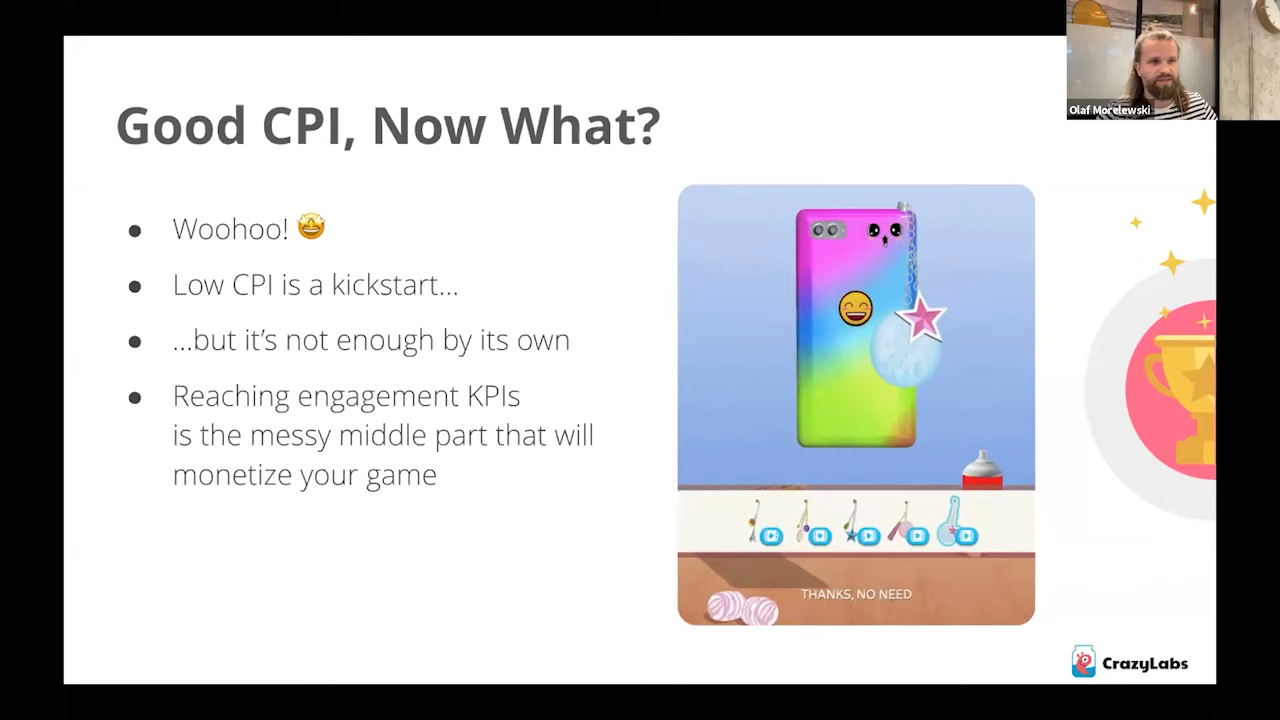 Olaf Morelewski
Good CPI, Now What?
● Woohoo! 🤩
● Low CPI is a kickstart...
● ...but it's not enough by its own
● Reaching engagement KPIs
is the messy middle part that will
monetize your game
THANKS, NO NEED
CrazyLabs